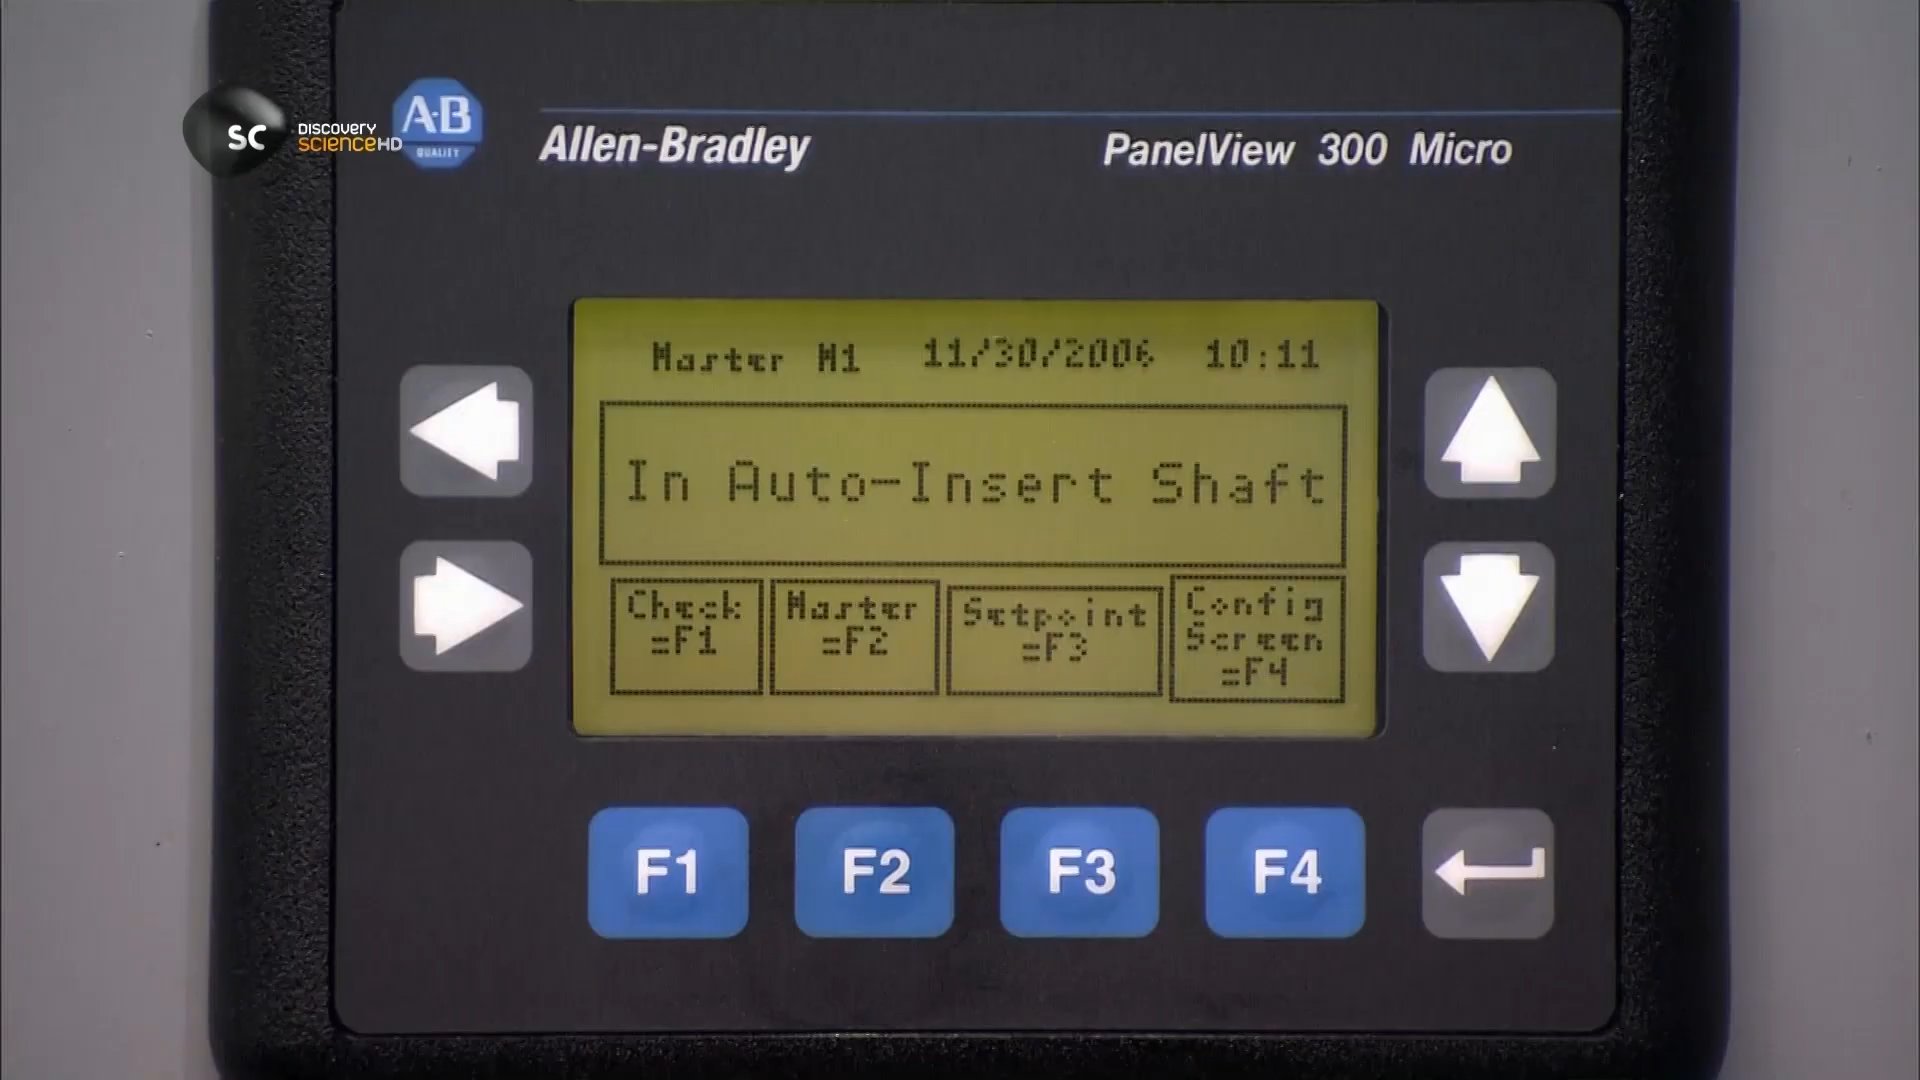 A·B
QUALITY
SC
DISCOVERY
SCIENCE HD
Allen-Bradley
PanelView 300 Micro
Master M1 11/30/2006 10:11
In Auto-Insert Shaft
Check
=F1
Master
=F2
Setpoint
=F3
Config
Screen
=F4
F1 F2 F3 F4